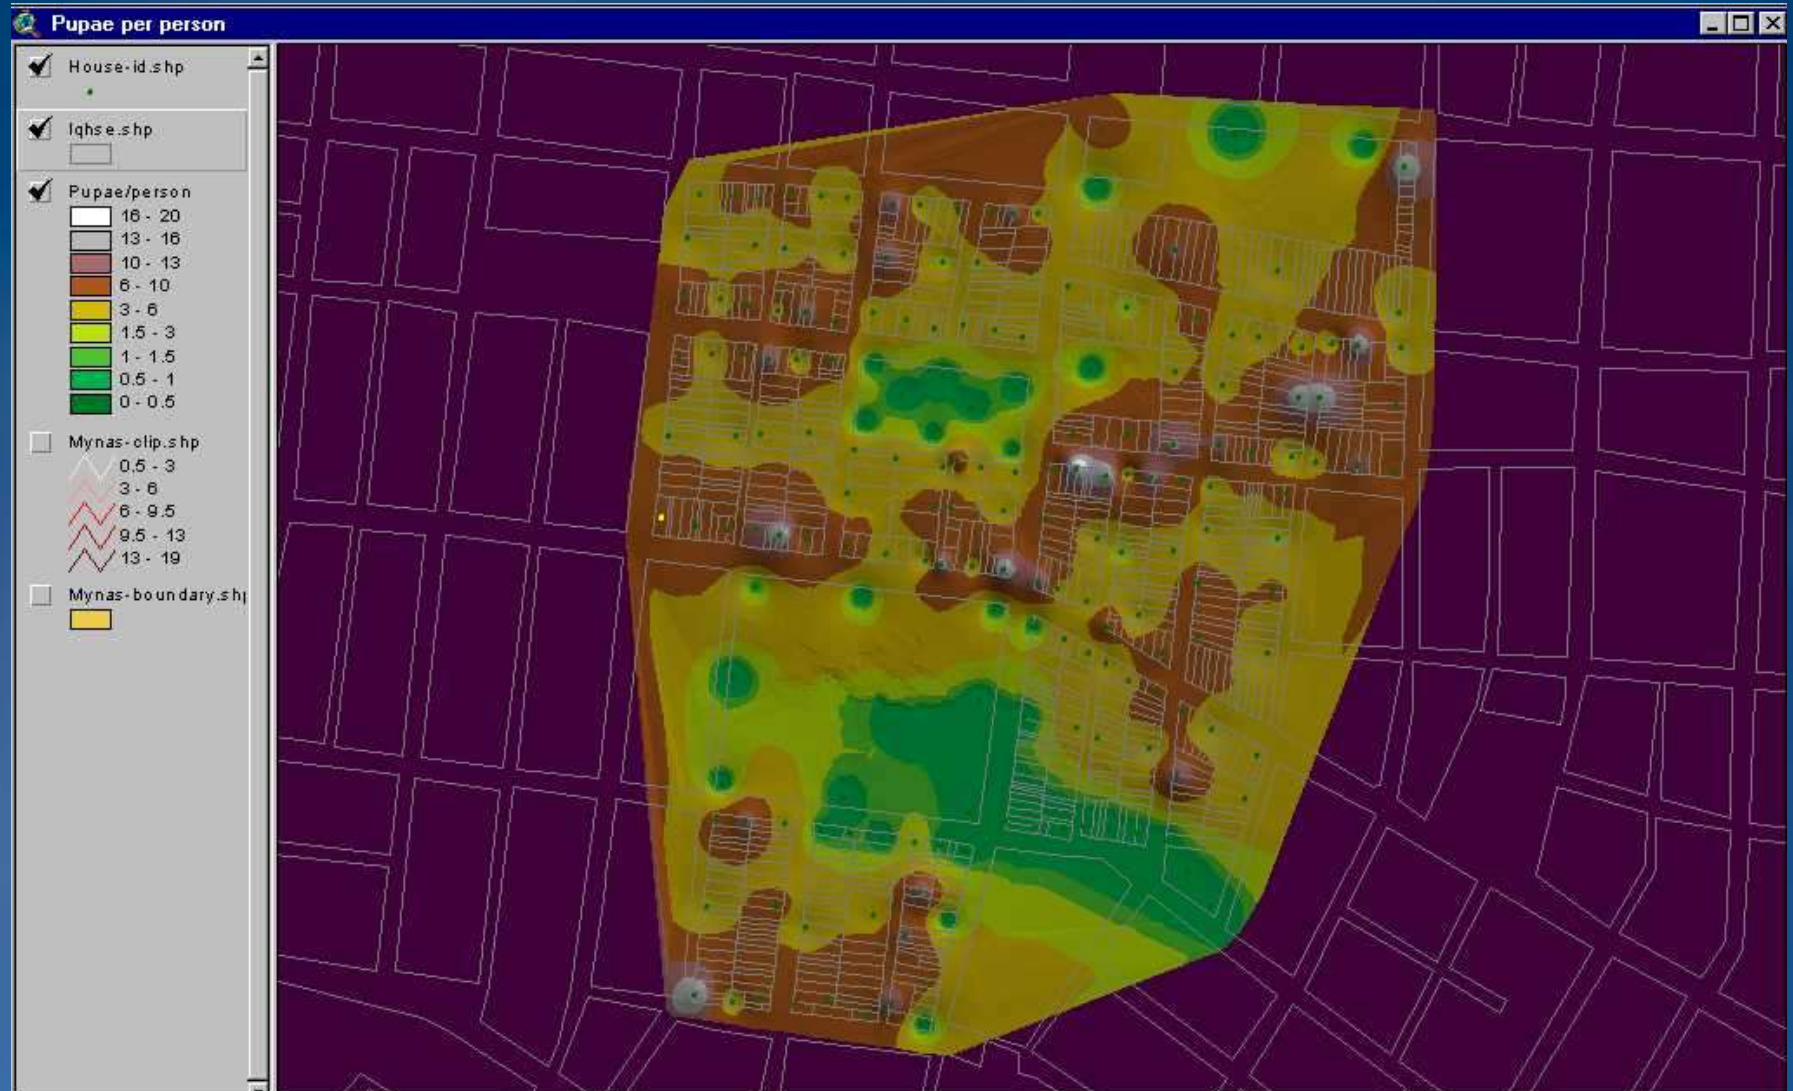 Pupae per person
House-id.shp
Iqhse.shp
Pupae/person
16 - 20
13 - 16
10 - 13
6 - 10
3 - 6
1.5 - 3
1 - 1.5
0.5 - 1
0 - 0.5
Mynas-clip.shp
0.5 - 3
3 - 6
6 - 9.5
9.5 - 13
13 - 19
Mynas-boundary.shp